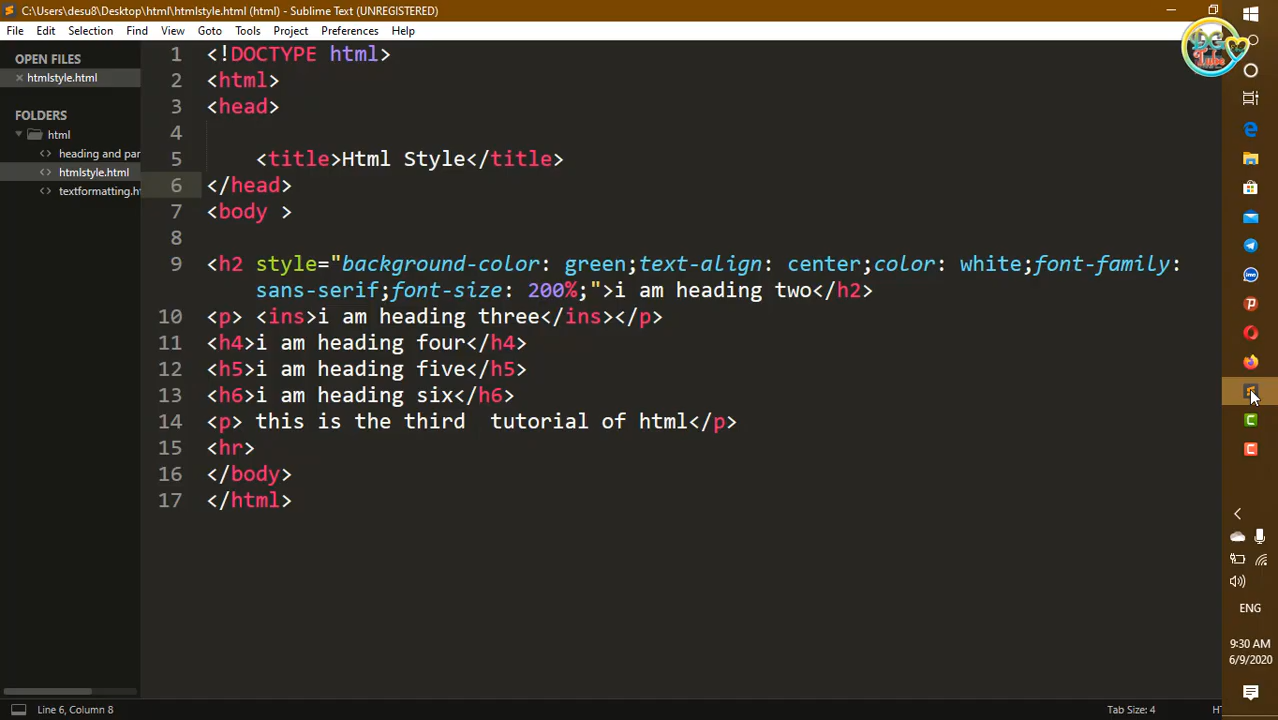 C:\Users\desu8\Desktop\html\htmlstyle.html (html) - Sublime Text (UNREGISTERED)
File Edit Selection View Find Goto Tools Project Preferences Help
OPEN FILES
htmlstyle.html
FOLDERS
html
heading and par
htmlstyle.html
textformatting.h
1 <!DOCTYPE html>
2 <html>
3 <head>
4
5 <title>Html Style</title>
6 </head>
7 <body >
8
9 <h2 style="background-color: green;text-align: center;color: white;font-family:
sans-serif;font-size: 200%;">i am heading two</h2>
10 <p> <ins>i am heading three</ins></p>
11 <h4>i am heading four</h4>
12 <h5>i am heading five</h5>
13 <h6>i am heading six</h6>
14 <p> this is the third  tutorial of html</p>
15 <hr>
16 </body>
17 </html>
Line 6, Column 8
Tab Size: 4
DG
Tube
ENG
9:30 AM
6/9/2020